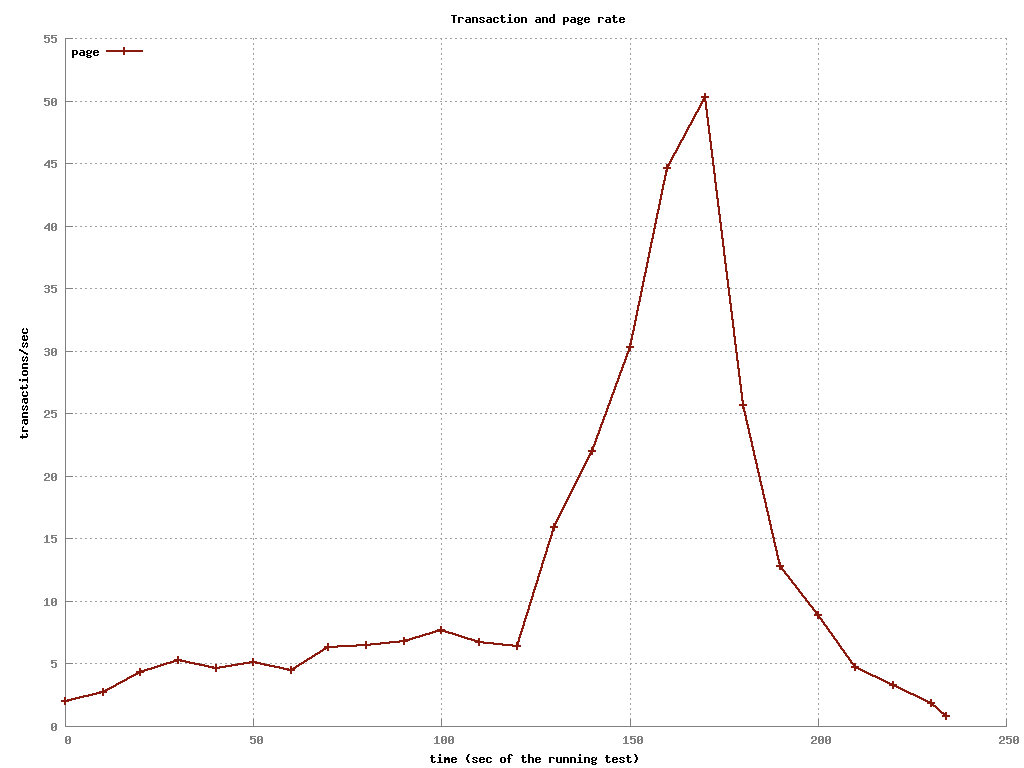 Transaction and page rate
55
page
50
45
40
35
30
25
20
15
10
5
0
transactions/sec
0 50 100 150 200 250
time (sec of the running test)